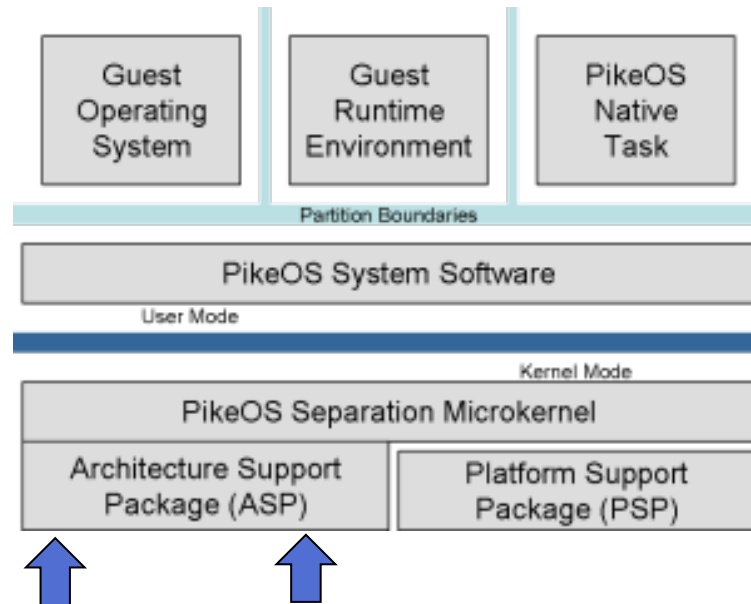 Guest
Operating
System
Guest
Runtime
Environment
PikeOS
Native
Task
Partition Boundaries
PikeOS System Software
User Mode
Kernel Mode
PikeOS Separation Microkernel
Architecture Support
Package (ASP)
Platform Support
Package (PSP)